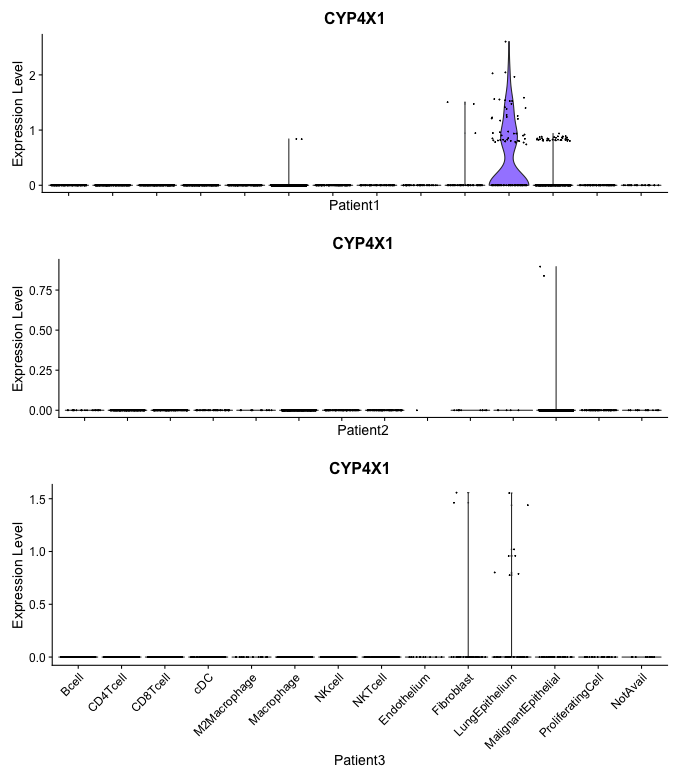 CYP4X1
Expression Level
2
1
0
Patient1
CYP4X1
Expression Level
0.75
0.50
0.25
0.00
Patient2
CYP4X1
Expression Level
1.5
1.0
0.5
0.0
Bcell
CD4Tcell
CD8Tcell
cDC
M2Macrophage
Macrophage
NKcell
NKTcell
Endothelium
Fibroblast
LungEpithelium
MalignantEpithelial
ProliferatingCell
NotAvail
Patient3